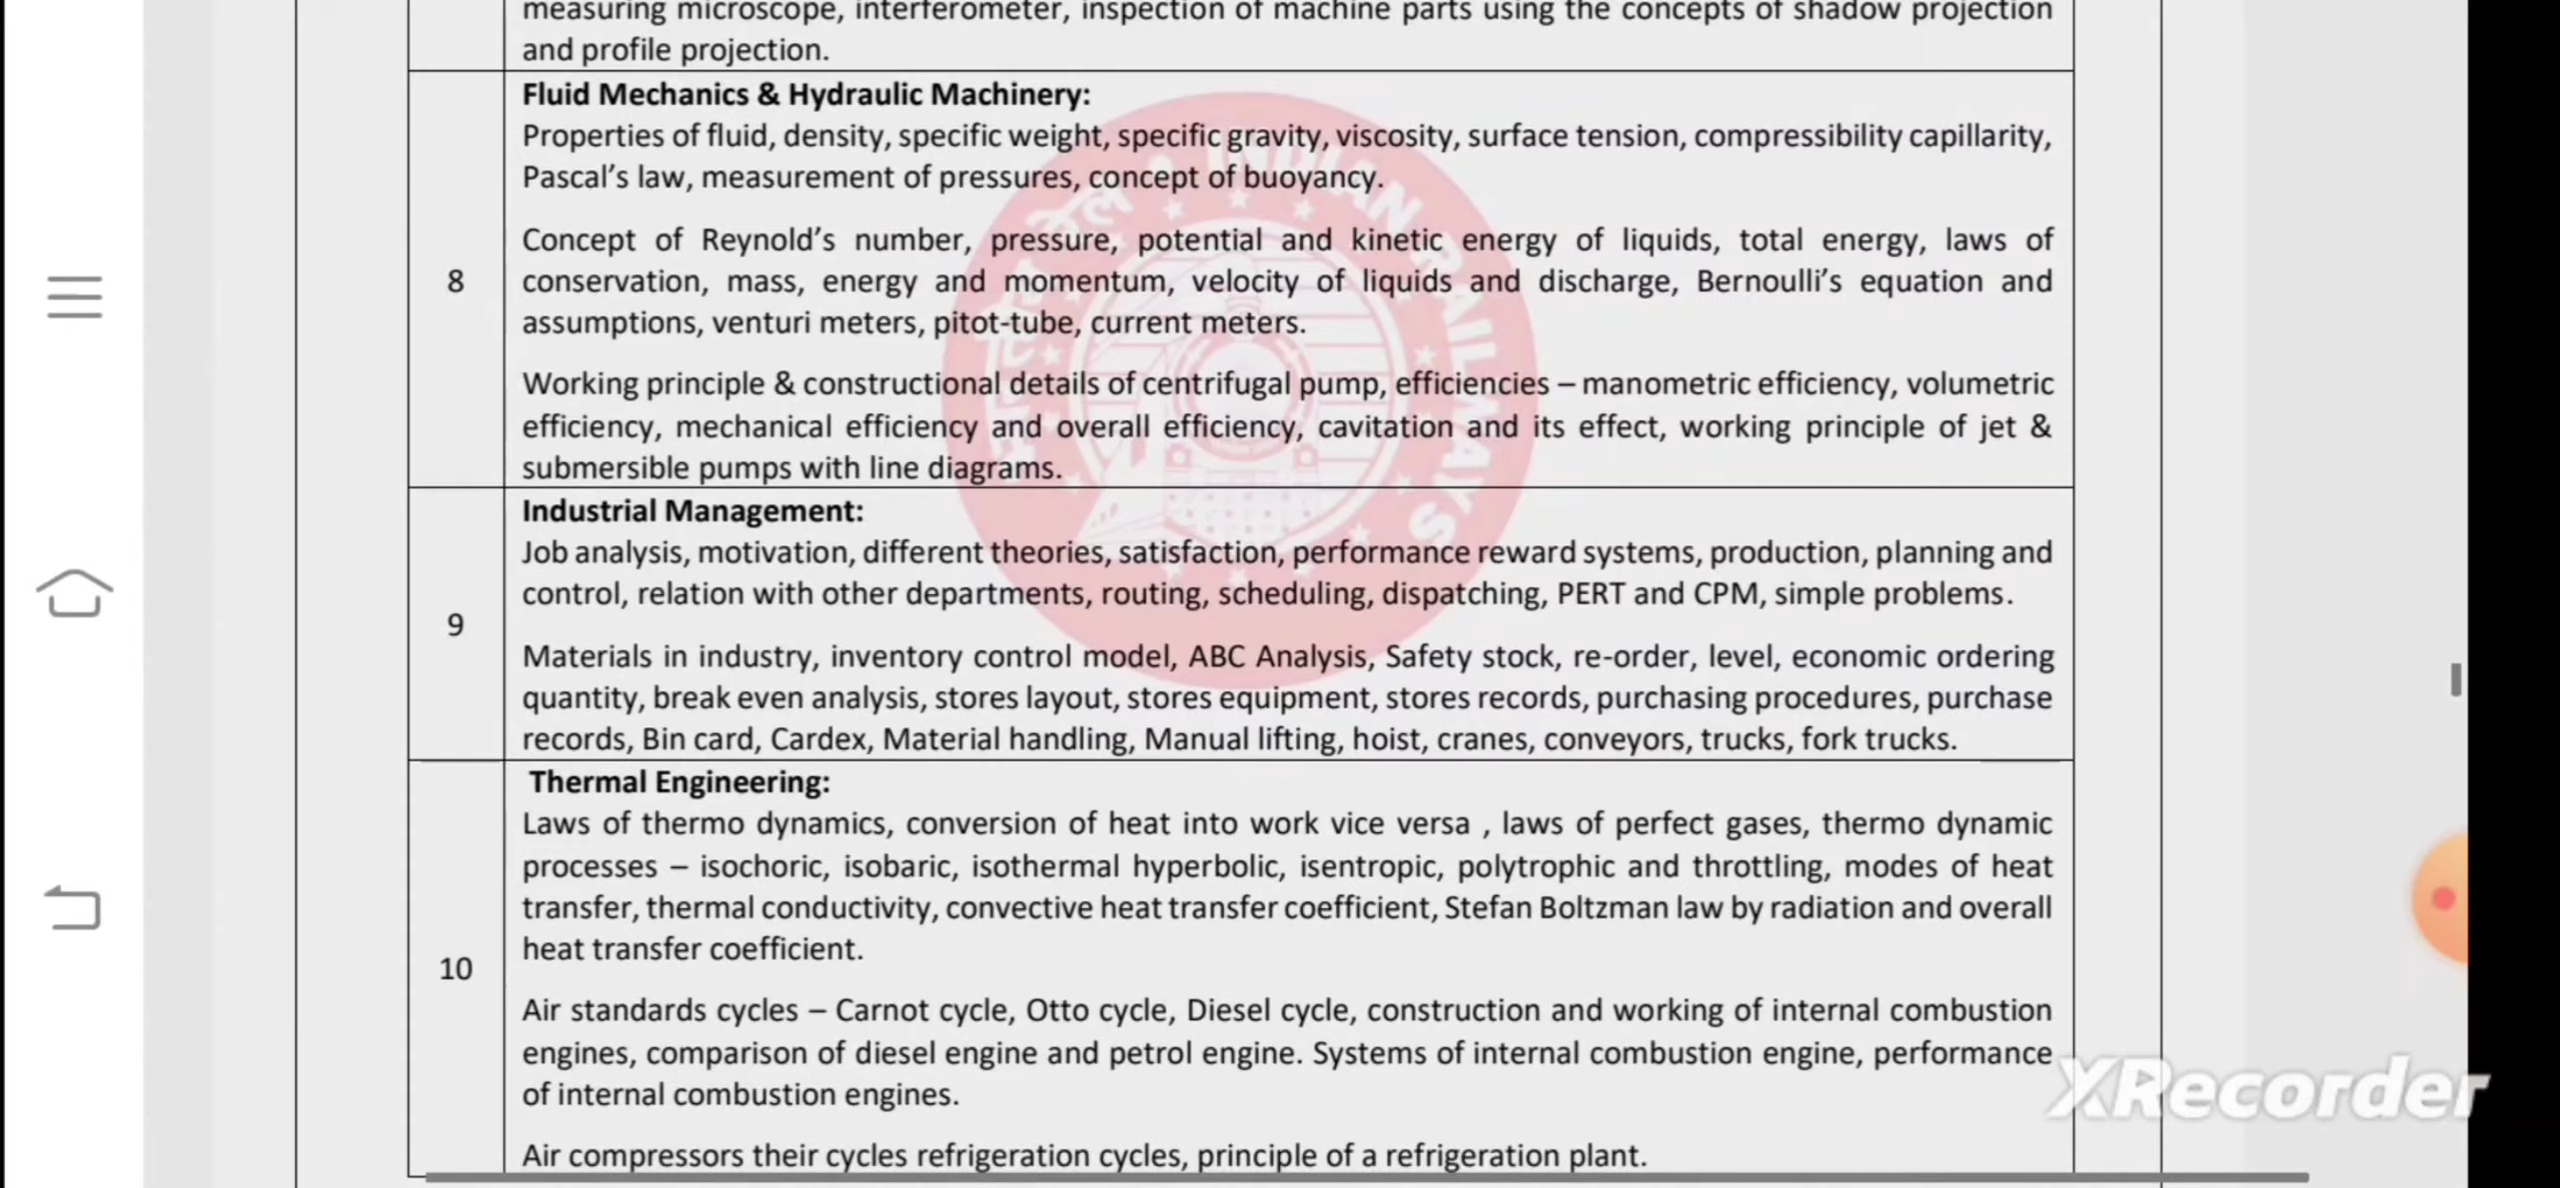 measuring microscope, interferometer, inspection of machine parts using the concepts of shadow projection
and profile projection.
Fluid Mechanics & Hydraulic Machinery:
Properties of fluid, density, specific weight, specific gravity, viscosity, surface tension, compressibility capillarity,
Pascal's law, measurement of pressures, concept of buoyancy.
Concept of Reynold's number, pressure, potential and kinetic energy of liquids, total energy, laws of
8
conservation, mass, energy and momentum, velocity of liquids and discharge, Bernoulli's equation and
assumptions, venturi meters, pitot-tube, current meters.
Working principle & constructional details of centrifugal pump, efficiencies – manometric efficiency, volumetric
efficiency, mechanical efficiency and overall efficiency, cavitation and its effect, working principle of jet &
submersible pumps with line diagrams.
भारतीय रेल INDIAN RAILWAYS
Industrial Management:
Job analysis, motivation, different theories, satisfaction, performance reward systems, production, planning and
control, relation with other departments, routing, scheduling, dispatching, PERT and CPM, simple problems.
9
Materials in industry, inventory control model, ABC Analysis, Safety stock, re-order, level, economic ordering
quantity, break even analysis, stores layout, stores equipment, stores records, purchasing procedures, purchase
records, Bin card, Cardex, Material handling, Manual lifting, hoist, cranes, conveyors, trucks, fork trucks.
Thermal Engineering:
Laws of thermo dynamics, conversion of heat into work vice versa , laws of perfect gases, thermo dynamic
processes – isochoric, isobaric, isothermal hyperbolic, isentropic, polytrophic and throttling, modes of heat
transfer, thermal conductivity, convective heat transfer coefficient, Stefan Boltzman law by radiation and overall
heat transfer coefficient.
10
Air standards cycles – Carnot cycle, Otto cycle, Diesel cycle, construction and working of internal combustion
engines, comparison of diesel engine and petrol engine. Systems of internal combustion engine, performance
of internal combustion engines.
XRecorder
Air compressors their cycles refrigeration cycles, principle of a refrigeration plant.